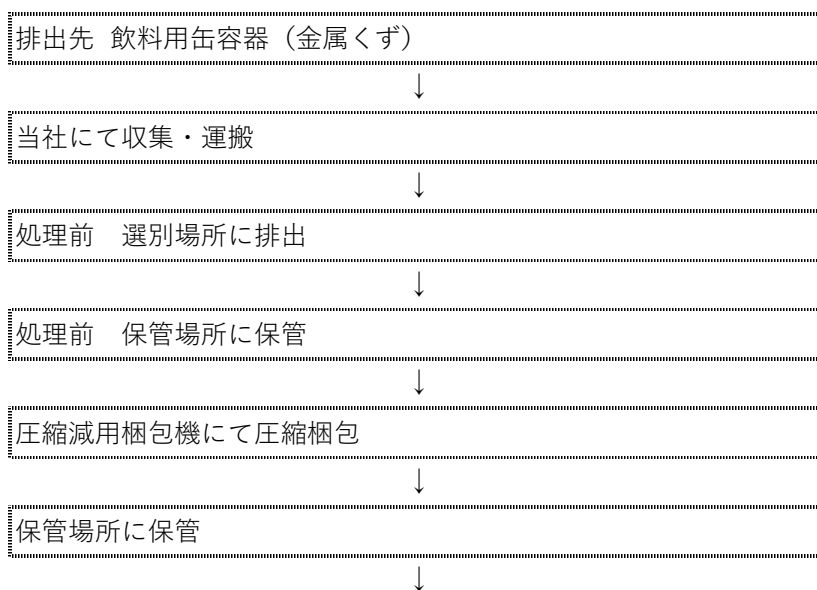 排出先 飲料用缶容器（金属くず）
↓
当社にて収集・運搬
↓
処理前　選別場所に排出
↓
処理前　保管場所に保管
↓
圧縮減用梱包機にて圧縮梱包
↓
保管場所に保管
↓